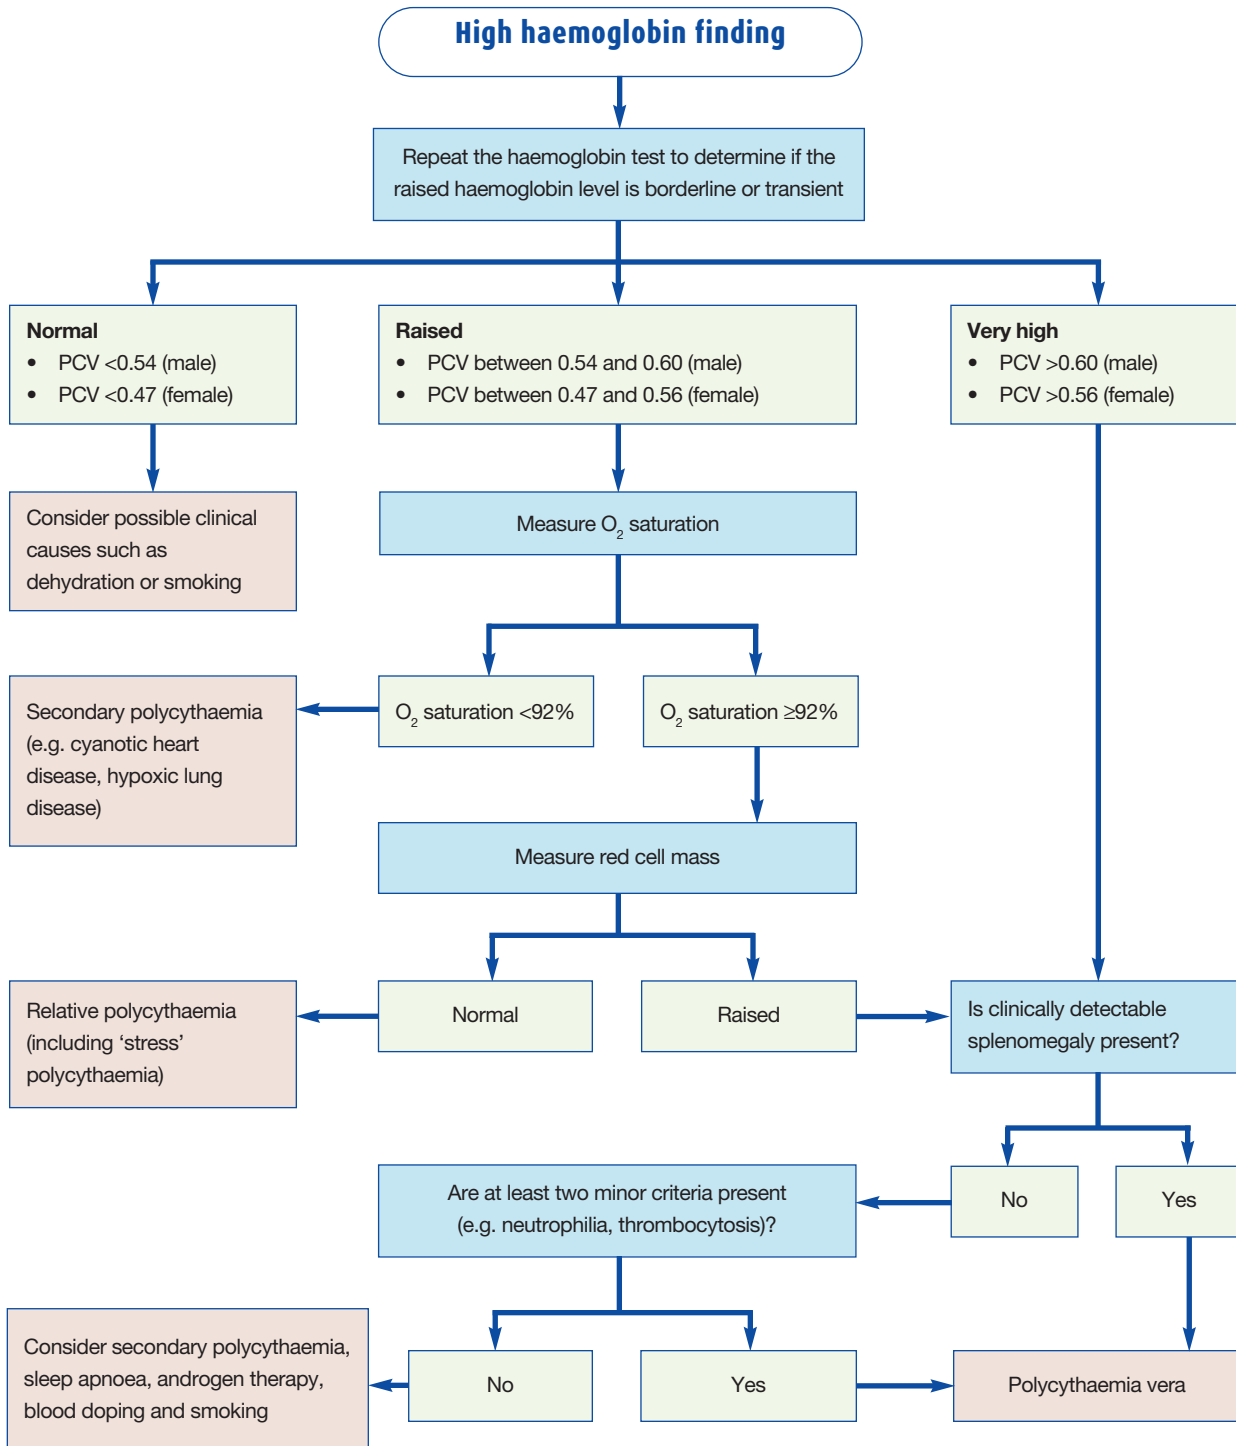 High haemoglobin finding
Repeat the haemoglobin test to determine if the
raised haemoglobin level is borderline or transient
Normal
• PCV <0.54 (male)
• PCV <0.47 (female)
Raised
• PCV between 0.54 and 0.60 (male)
• PCV between 0.47 and 0.56 (female)
Very high
• PCV >0.60 (male)
• PCV >0.56 (female)
Consider possible clinical
causes such as
dehydration or smoking
Measure O₂ saturation
Secondary polycythaemia
(e.g. cyanotic heart
disease, hypoxic lung
disease)
O₂ saturation <92%
O₂ saturation ≥92%
Measure red cell mass
Relative polycythaemia
(including ‘stress’
polycythaemia)
Normal
Raised
Is clinically detectable
splenomegaly present?
Are at least two minor criteria present
(e.g. neutrophilia, thrombocytosis)?
No
Yes
Consider secondary polycythaemia,
sleep apnoea, androgen therapy,
blood doping and smoking
No
Yes
Polycythaemia vera